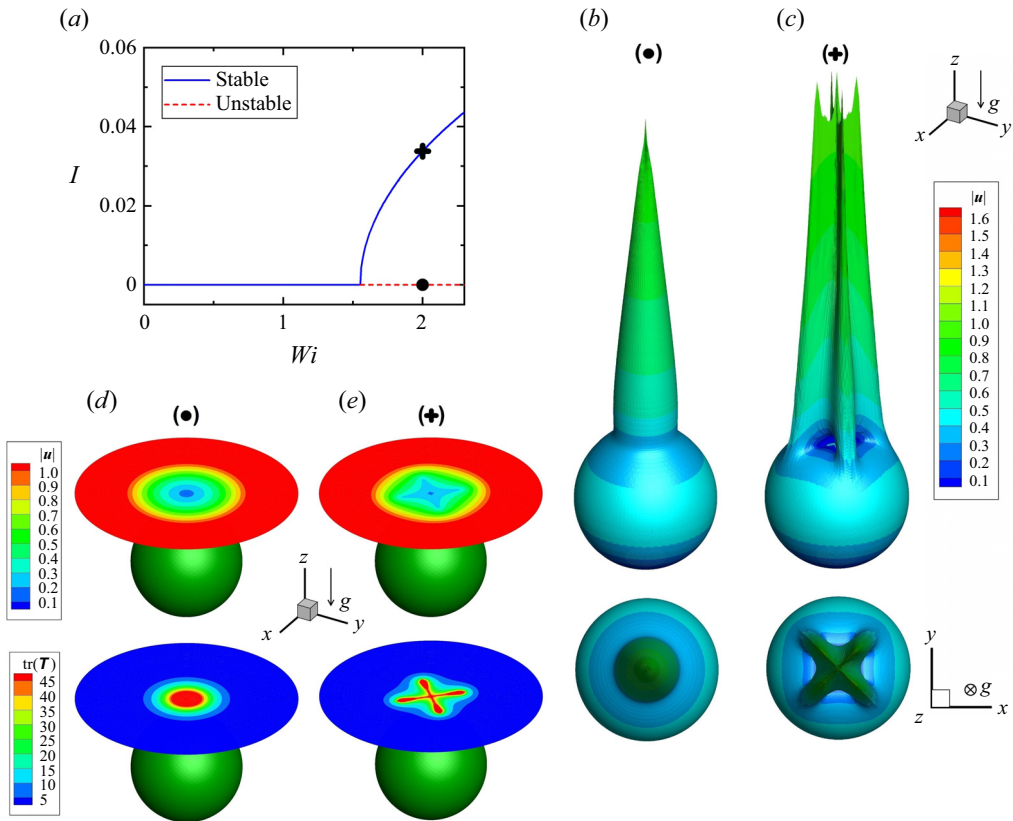 (a)
0.06
0.04
0.02
0
I
Stable
Unstable
0
1
2
Wi
(b)
(c)
z
g
x
y
|u|
1.6
1.5
1.4
1.3
1.2
1.1
1.0
0.9
0.8
0.7
0.6
0.5
0.4
0.3
0.2
0.1
(d)
(e)
|u|
1.0
0.9
0.8
0.7
0.6
0.5
0.4
0.3
0.2
0.1
z
g
x
y
tr(T)
45
40
35
30
25
20
15
10
5
y
⊗g
z
x